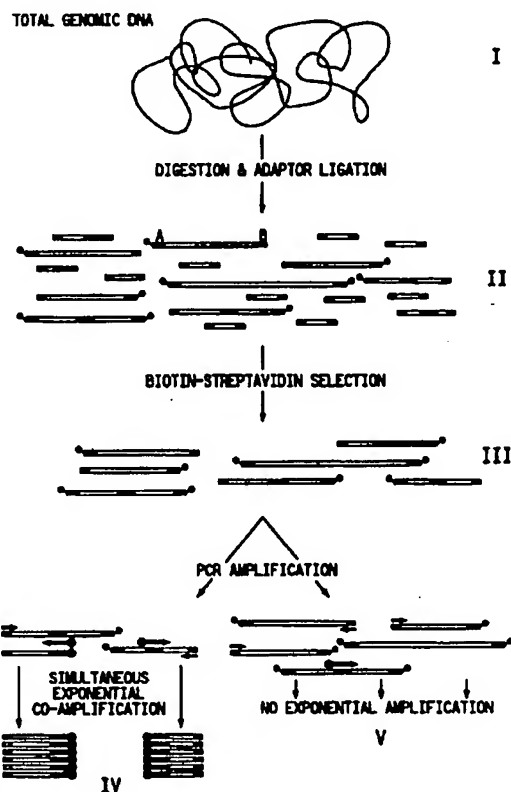 TOTAL GENOMIC DNA
I
DIGESTION & ADAPTOR LIGATION
A B
II
BIOTIN-STREPTAVIDIN SELECTION
III
PCR AMPLIFICATION
SIMULTANEOUS
EXPONENTIAL
CO-AMPLIFICATION
NO EXPONENTIAL AMPLIFICATION
V
IV